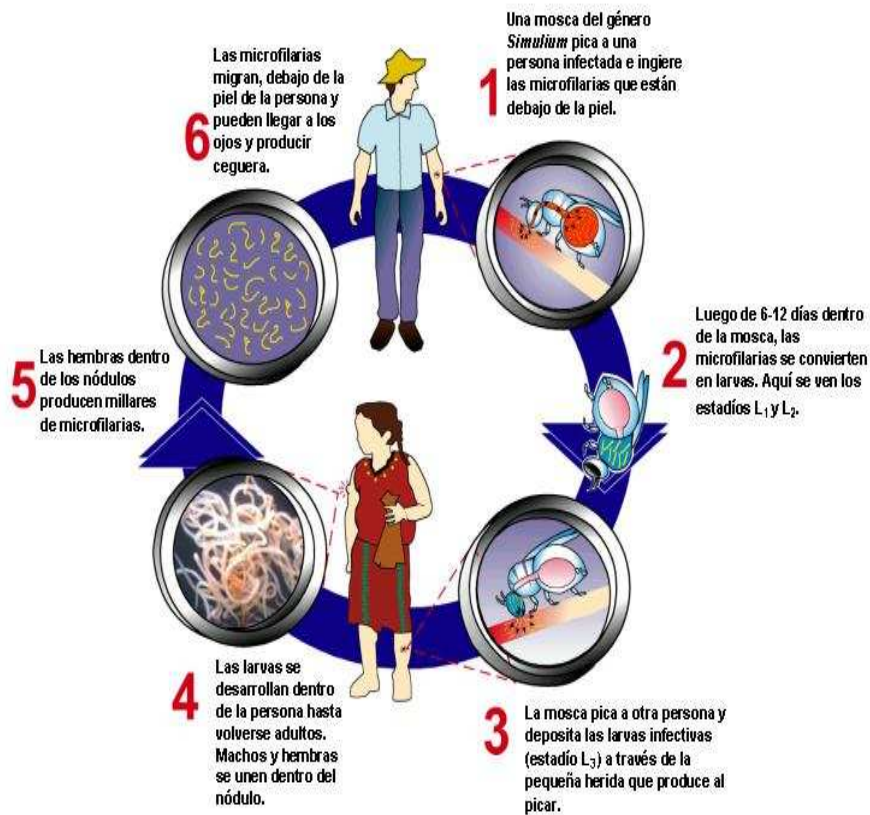 1
Una mosca del género
Simulium pica a una
persona infectada e ingiere
las microfilarias que están
debajo de la piel.
2
Luego de 6-12 días dentro
de la mosca, las
microfilarias se convierten
en larvas. Aquí se ven los
estadíos L₁ y L₂.
3
La mosca pica a otra persona y
deposita las larvas infectivas
(estadío L₃) a través de la
pequeña herida que produce al
picar.
4
Las larvas se
desarrollan dentro
de la persona hasta
volverse adultos.
Machos y hembras
se unen dentro del
nódulo.
5
Las hembras dentro
de los nódulos
producen millares
de microfilarias.
6
Las microfilarias
migran, debajo de la
piel de la persona y
pueden llegar a los
ojos y producir
ceguera.